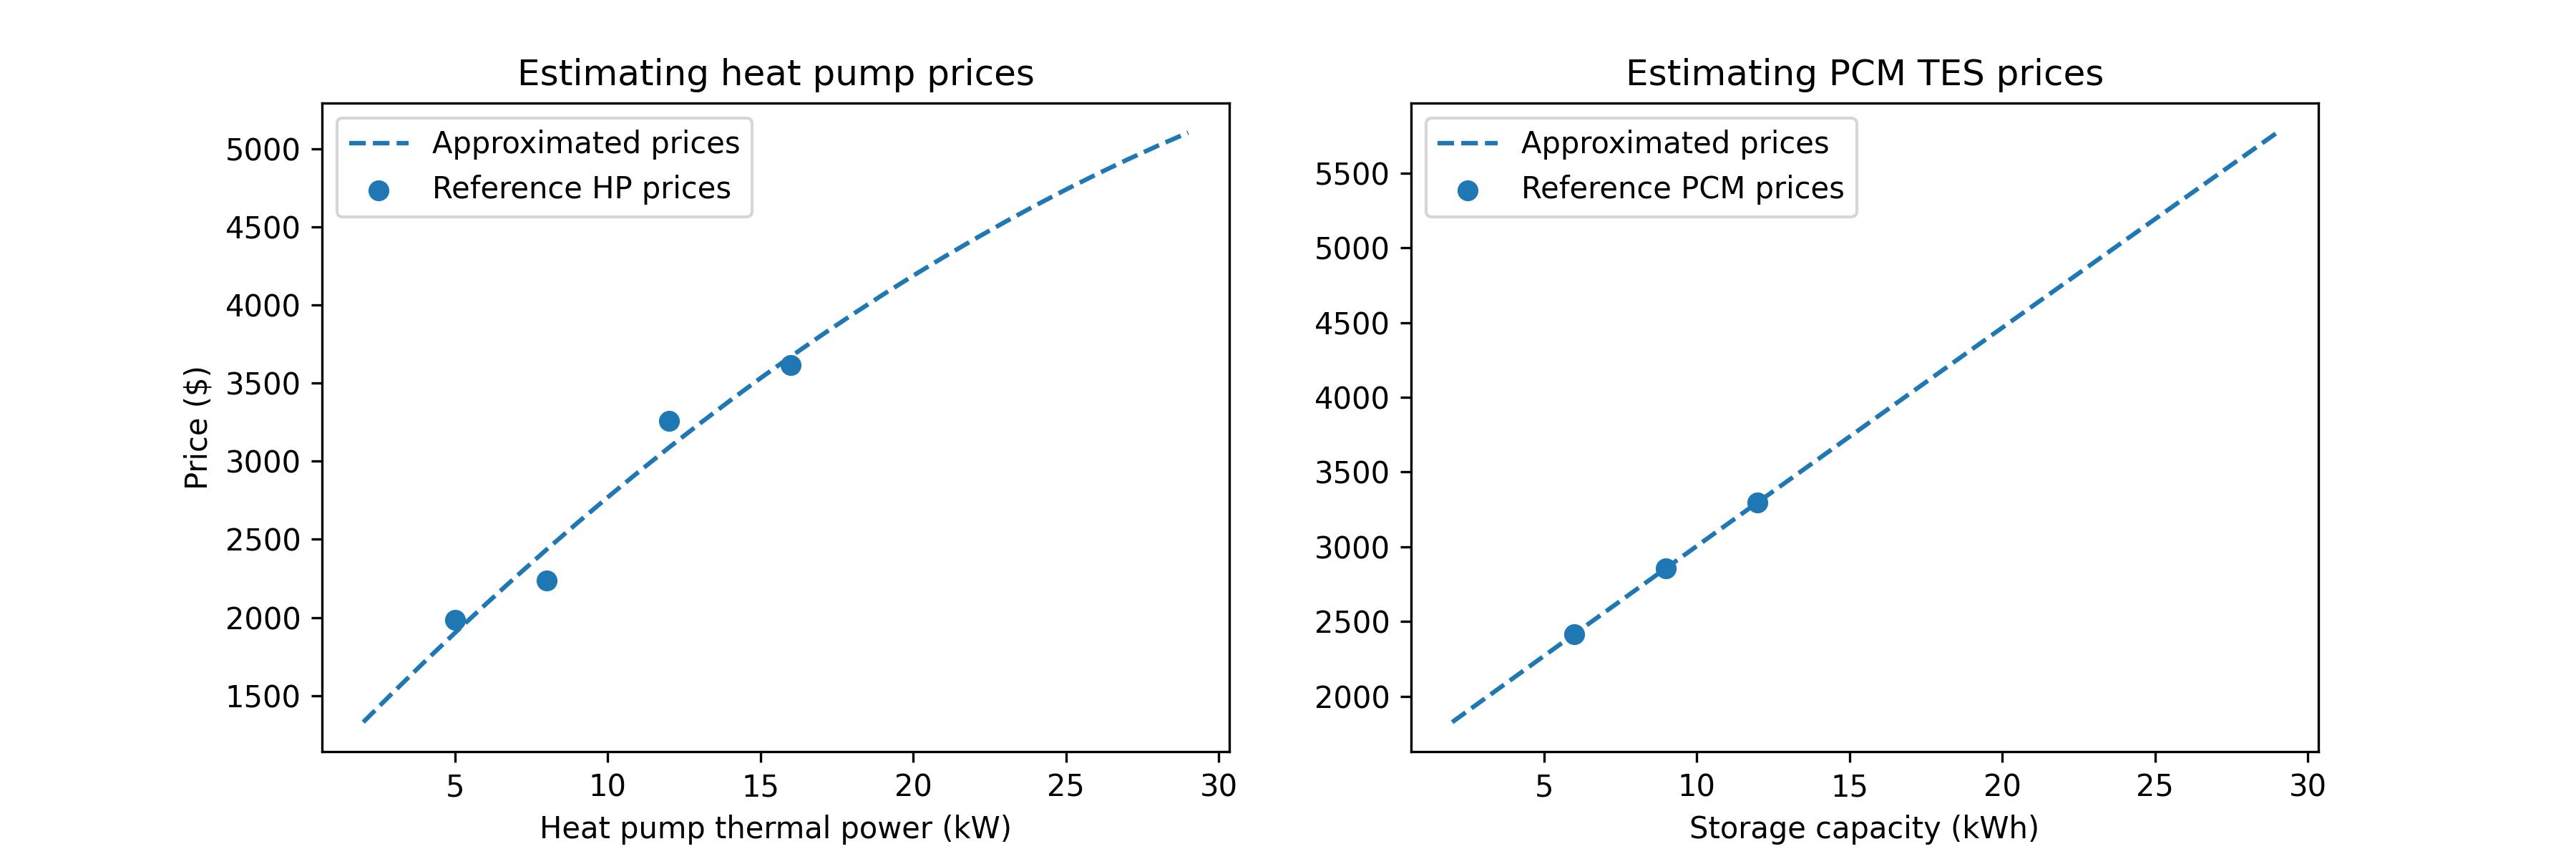 Estimating heat pump prices
Approximated prices
Reference HP prices
Price ($)
5000
4500
4000
3500
3000
2500
2000
1500
5 10 15 20 25 30
Heat pump thermal power (kW)
Estimating PCM TES prices
Approximated prices
Reference PCM prices
5500
5000
4500
4000
3500
3000
2500
2000
5 10 15 20 25 30
Storage capacity (kWh)